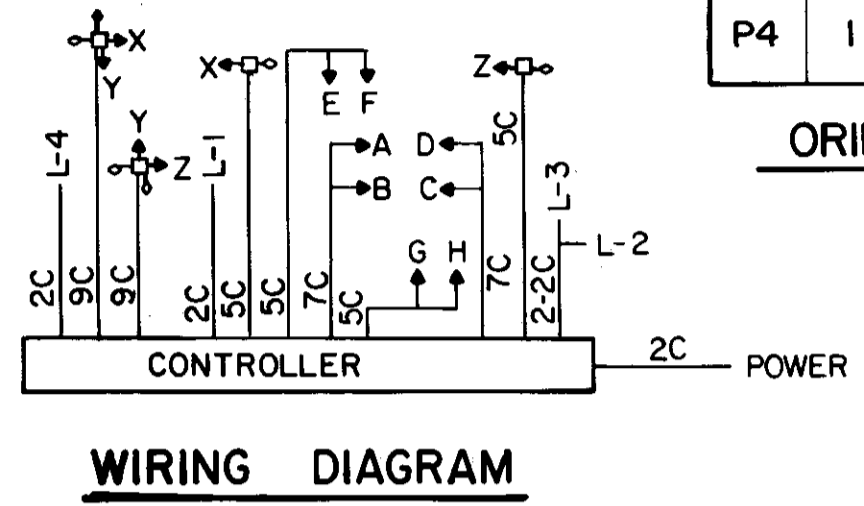 P4 1
ORI
X
Y
Y
Z
X
E F
A
B
D
C
Z
G H
L-4
L-1
L-3
L-2
2C
9C
9C
2C
5C
5C
7C
5C
7C
5C
2-2C
CONTROLLER
2C
POWER
WIRING DIAGRAM